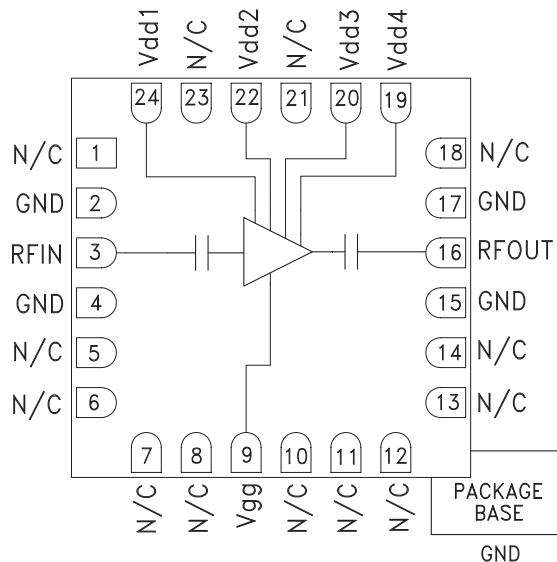 Vdd1
N/C
Vdd2
N/C
Vdd3
Vdd4
24
23
22
21
20
19
N/C 1
GND 2
RFIN 3
GND 4
N/C 5
N/C 6
18 N/C
17 GND
16 RFOUT
15 GND
14 N/C
13 N/C
7
8
9
10
11
12
N/C
N/C
Vgg
N/C
N/C
N/C
PACKAGE
BASE
GND